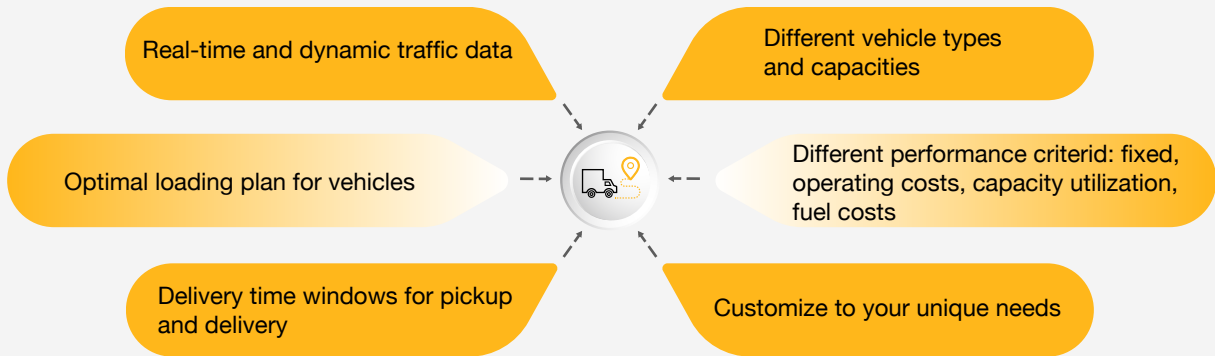 Real-time and dynamic traffic data
Different vehicle types
and capacities
Optimal loading plan for vehicles
Different performance criterid: fixed,
operating costs, capacity utilization,
fuel costs
Delivery time windows for pickup
and delivery
Customize to your unique needs